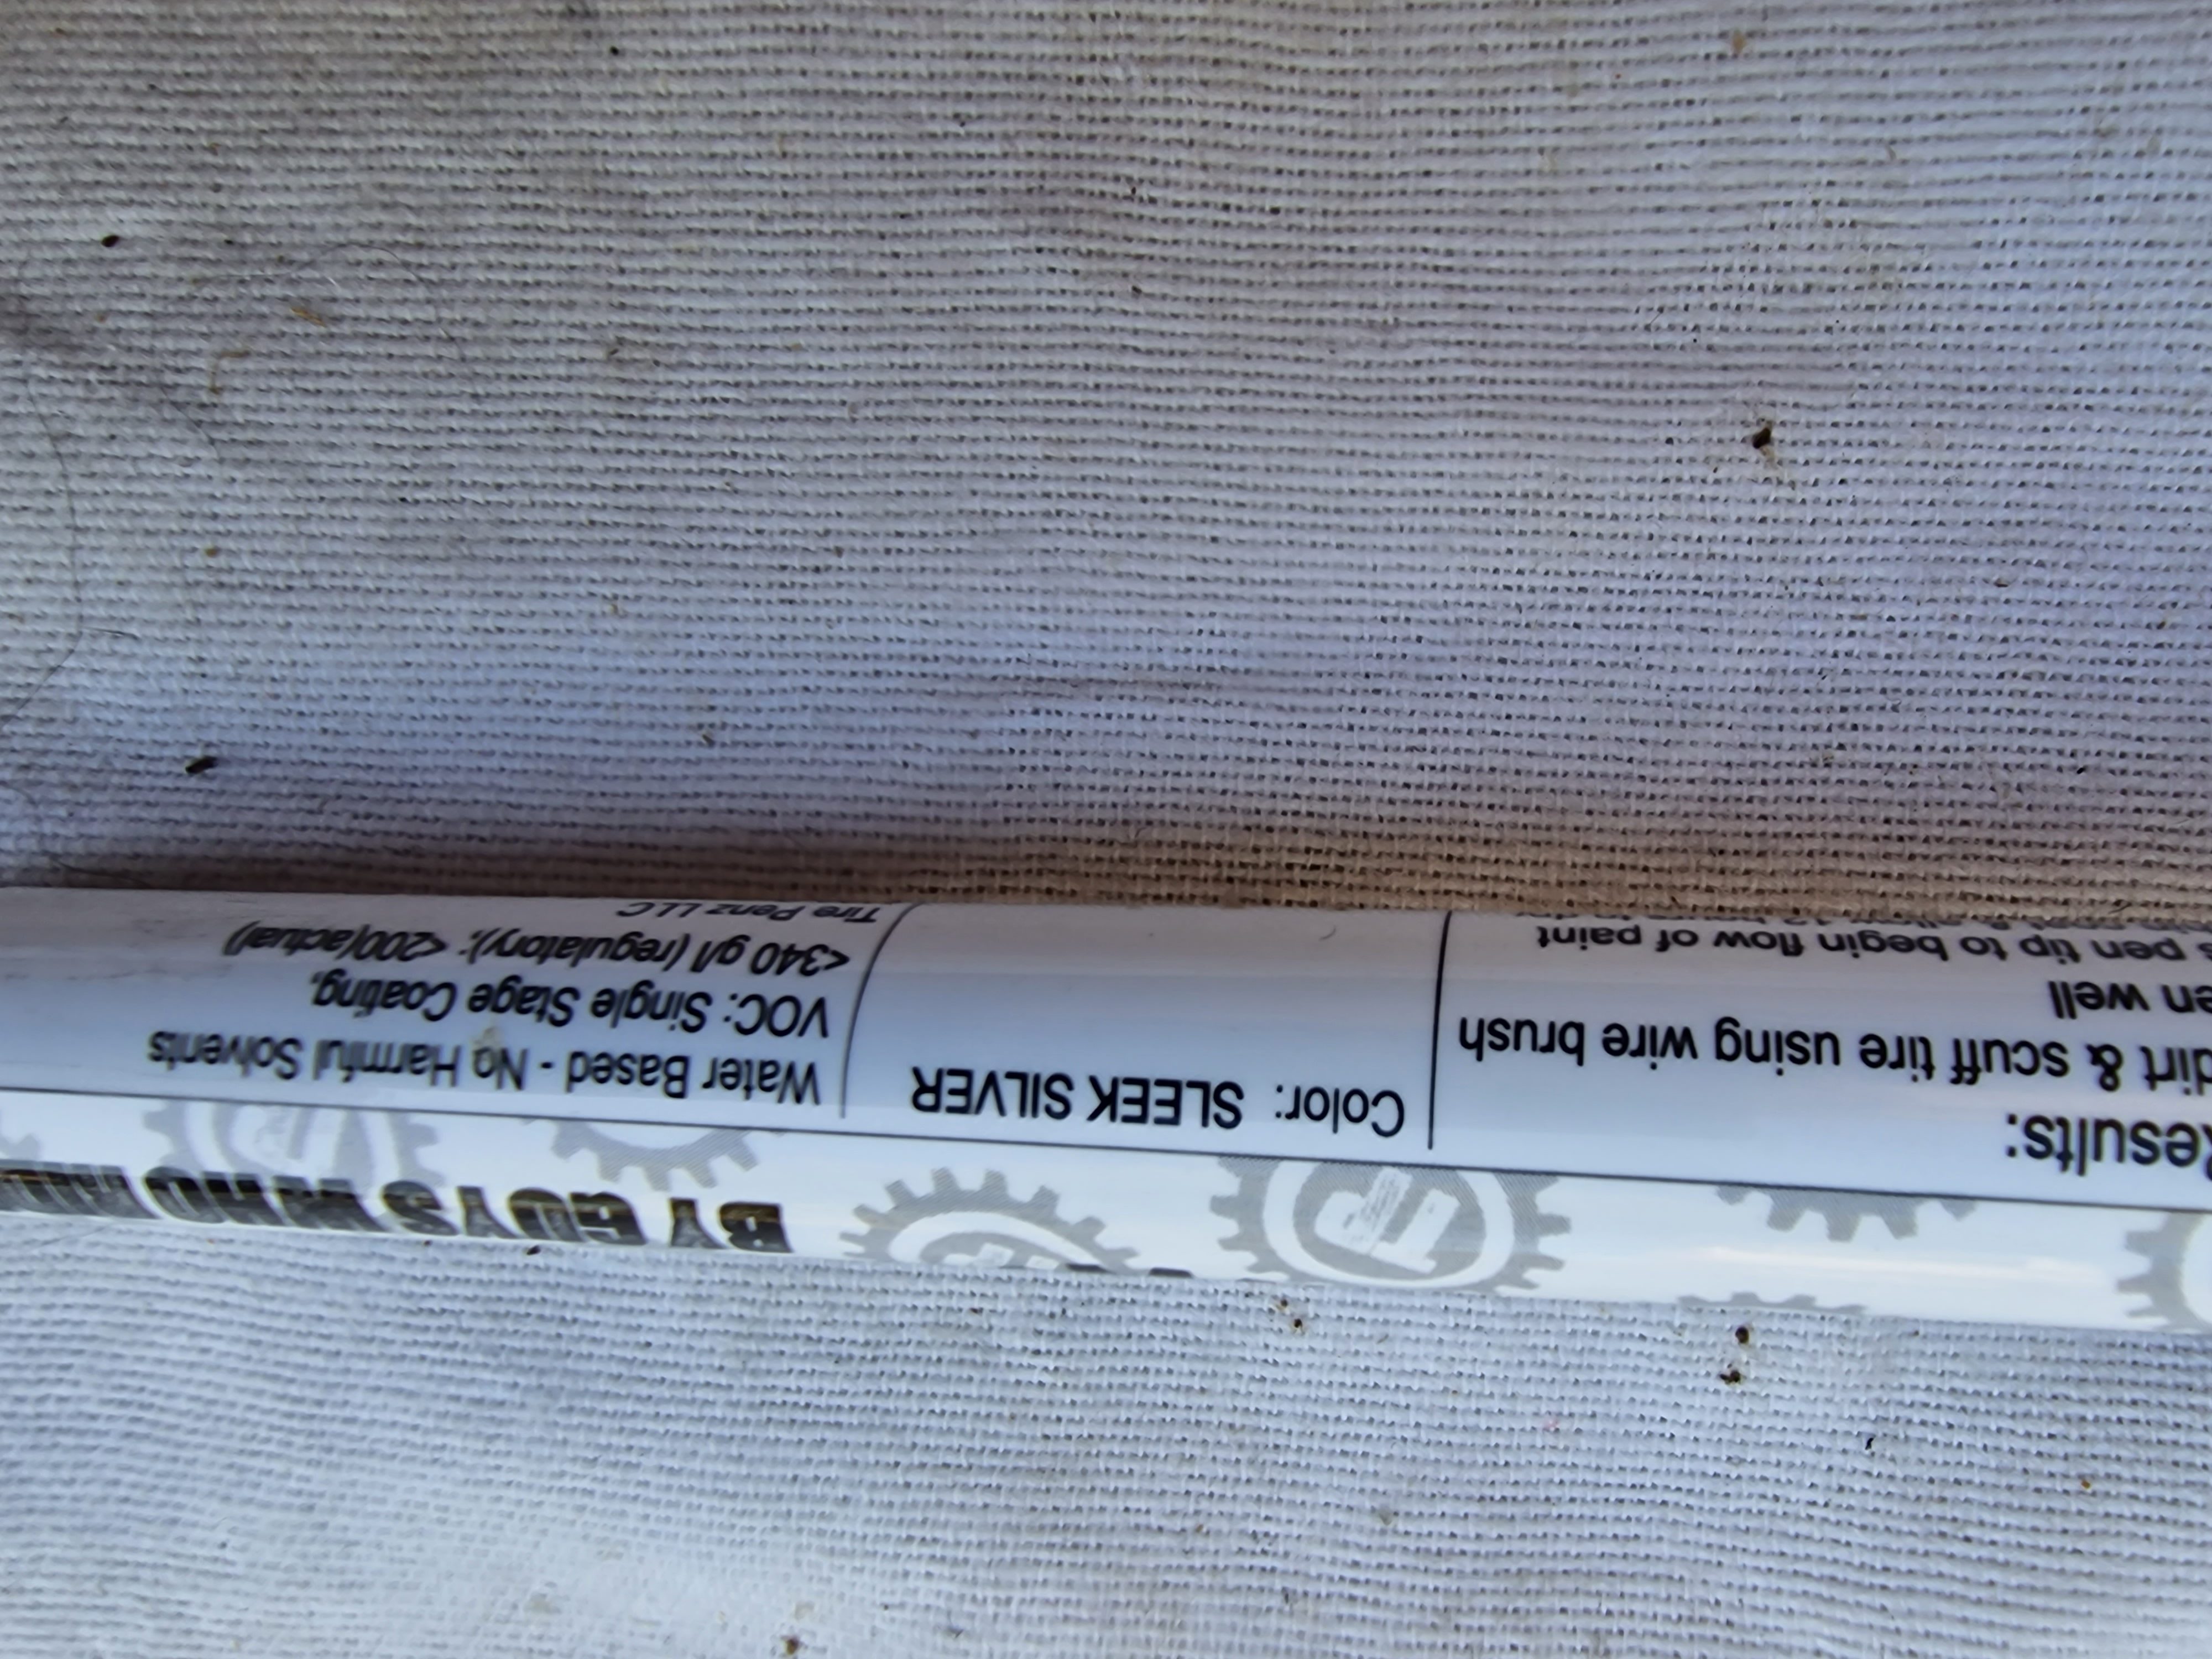 Results:
dirt & scuff tire using wire brush
well
pen tip to begin flow of paint
Color: SLEEK SILVER
Water Based - No Harmful Solvents
VOC: Single Stage Coating,
<340 g/l (regulatory); <200(actual)
Tire Penz LLC
BY GUYS WHO